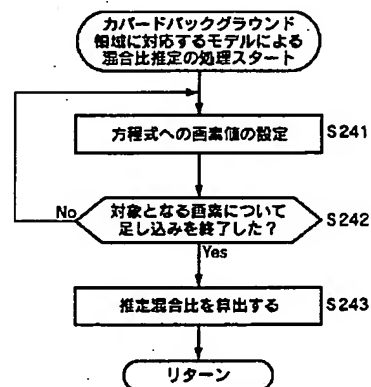 カバードバックグラウンド
領域に対応するモデルによる
混合比推定の処理スタート
方程式への画素値の設定
S241
対象となる画素について
足し込みを終了した？
S242
No
Yes
推定混合比を算出する
S243
リターン